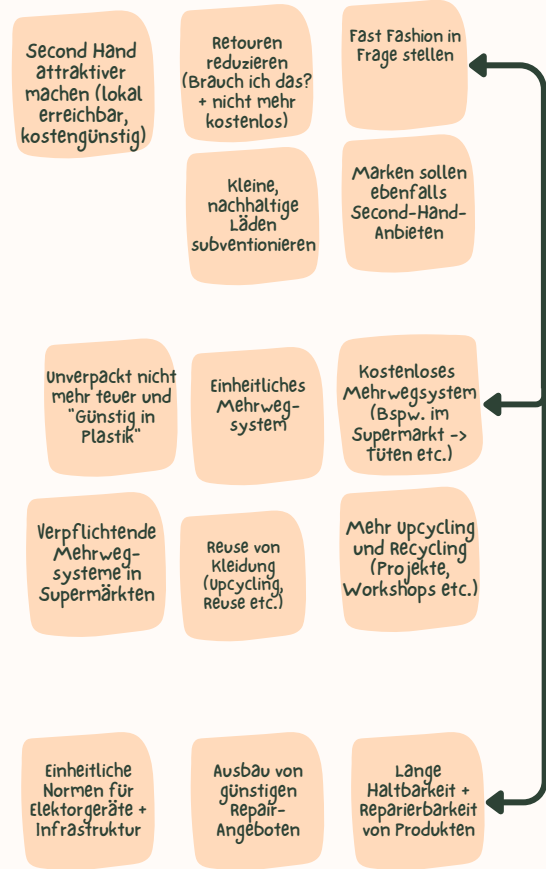 Second Hand
attraktiver
machen (lokal
erreichbar,
kostengünstig)
Retouren
reduzieren
(Brauch ich das?
+ nicht mehr
kostenlos)
Fast Fashion in
Frage stellen
Kleine,
nachhaltige
Läden
subventionieren
Marken sollen
ebenfalls
Second-Hand-
Anbieten
Unverpackt nicht
mehr teuer und
"Günstig in
Plastik"
Einheitliches
Mehrweg-
system
Kostenloses
Mehrwegsystem
(Bspw. im
Supermarkt ->
Tüten etc.)
Verpflichtende
Mehrweg-
systeme in
Supermärkten
Reuse von
Kleidung
(Upcycling,
Reuse etc.)
Mehr Upcycling
und Recycling
(Projekte,
Workshops etc.)
Einheitliche
Normen für
Elektorgeräte +
Infrastruktur
Ausbau von
günstigen
Repair-
Angeboten
Lange
Haltbarkeit +
Reparierbarkeit
von Produkten